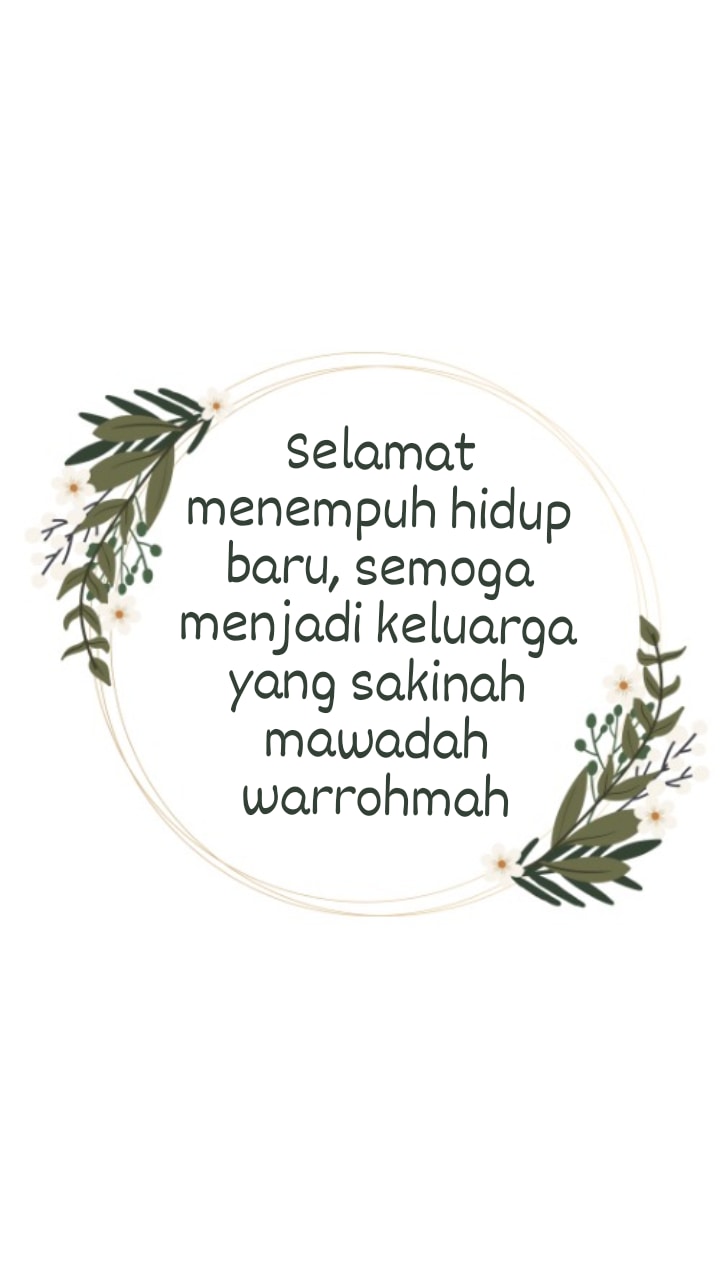 Selamat
menempuh hidup
baru, semoga
menjadi keluarga
yang sakinah
mawadah
warrohmah